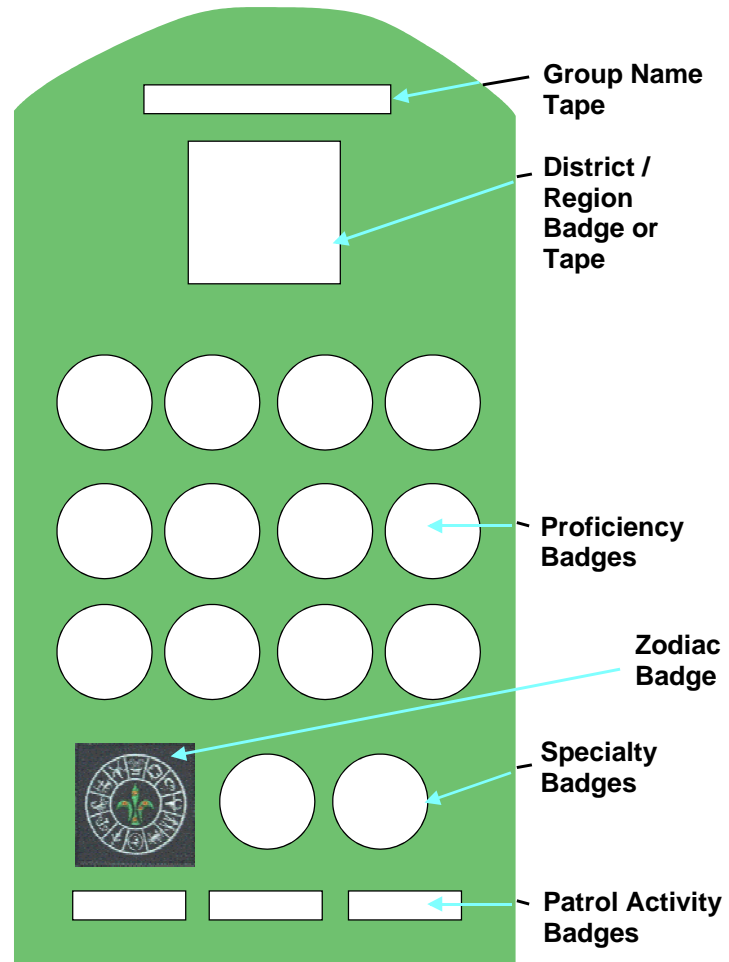 Group Name
Tape
District /
Region
Badge or
Tape
Proficiency
Badges
Zodiac
Badge
Specialty
Badges
Patrol Activity
Badges